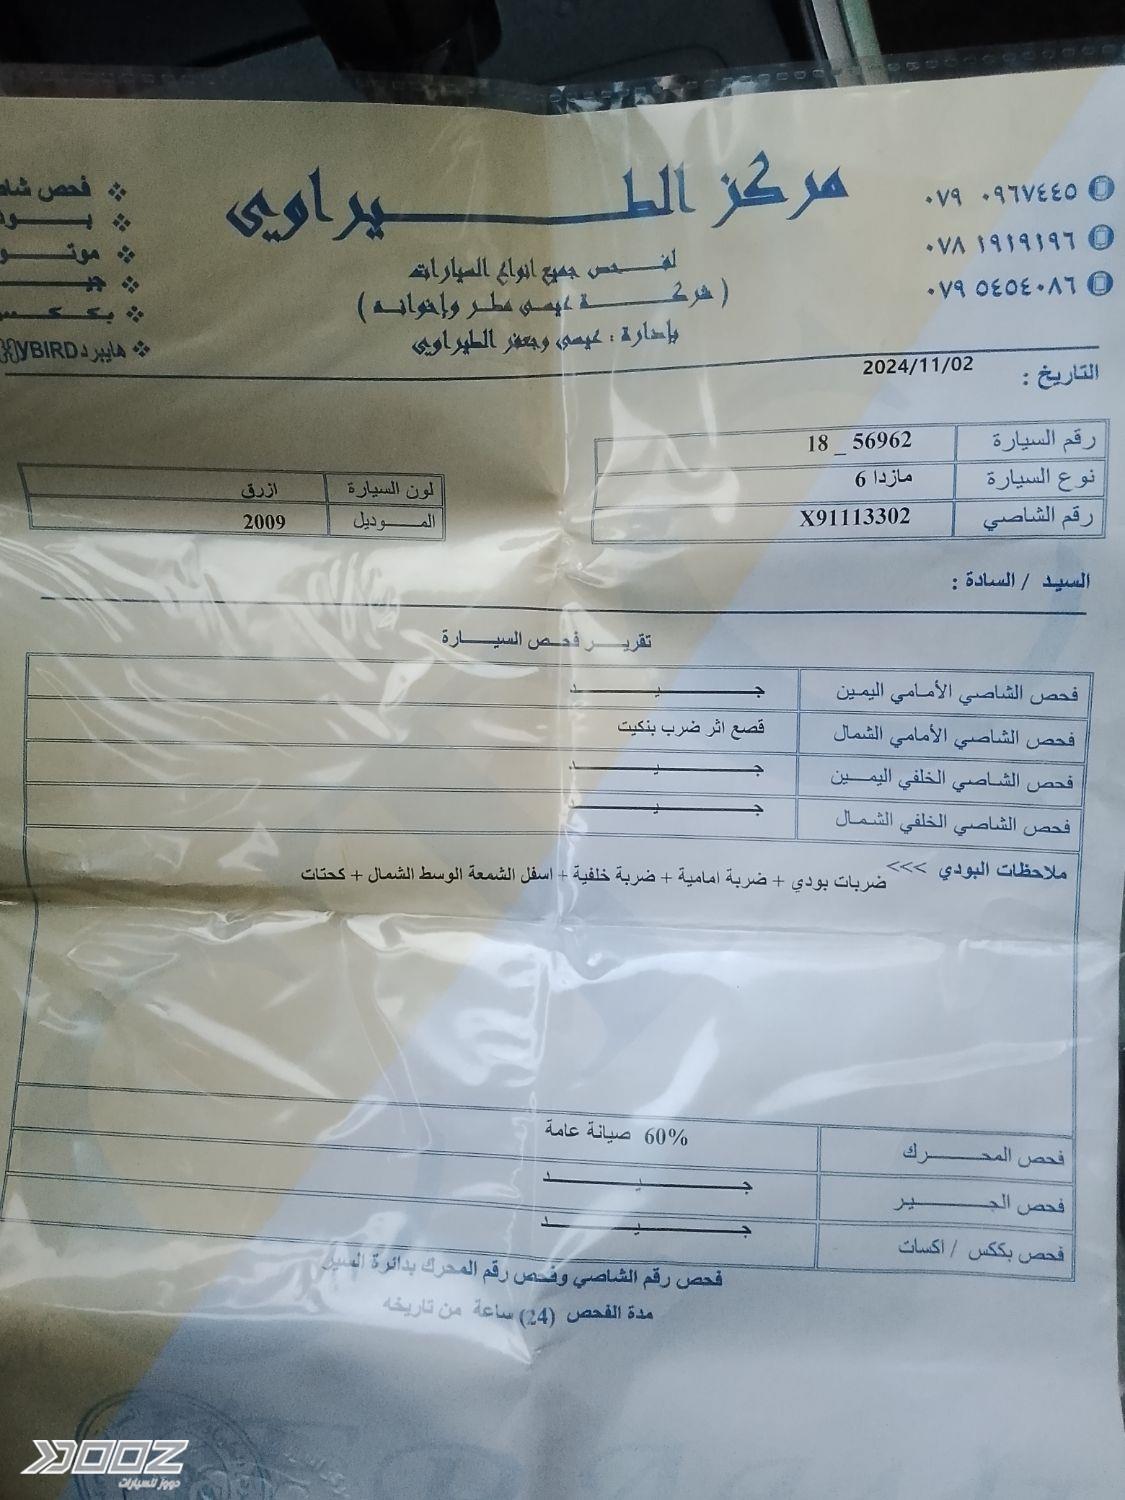 مركز الطيراوي
لفحص جميع انواع السيارات
( شركة عيسى مطر وإخوانه )
بإدارة : عيسى وجعفر الطيراوي
٠٧٩ ٠٩٦٧٤٤٥
٠٧٨ ١٩١٩١٩٦
٠٧٩ ٥٤٥٤٠٨٦
فحص
موتو
هايبرد HYBIRD
التاريخ : 2024/11/02
رقم السيارة 18 _ 56962
نوع السيارة مازدا 6
رقم الشاصي X91113302
لون السيارة ازرق
الموديل 2009
السيد / السادة :
تقرير فحص السيارة
فحص الشاصي الأمامي اليمين جيد
فحص الشاصي الأمامي الشمال قصع اثر ضرب بنكيت
فحص الشاصي الخلفي اليمين جيد
فحص الشاصي الخلفي الشمال جيد
ملاحظات البودي >>> ضربات بودي + ضربة امامية + ضربة خلفية + اسفل الشمعة الوسط الشمال + كحتات
فحص المحرك 60% صيانة عامة
فحص الجير جيد
فحص بككس / اكسات جيد
فحص رقم الشاصي وفحص رقم المحرك بدائرة السير
مدة الفحص (24) ساعة من تاريخه
DOOZ
دووز للسيارات